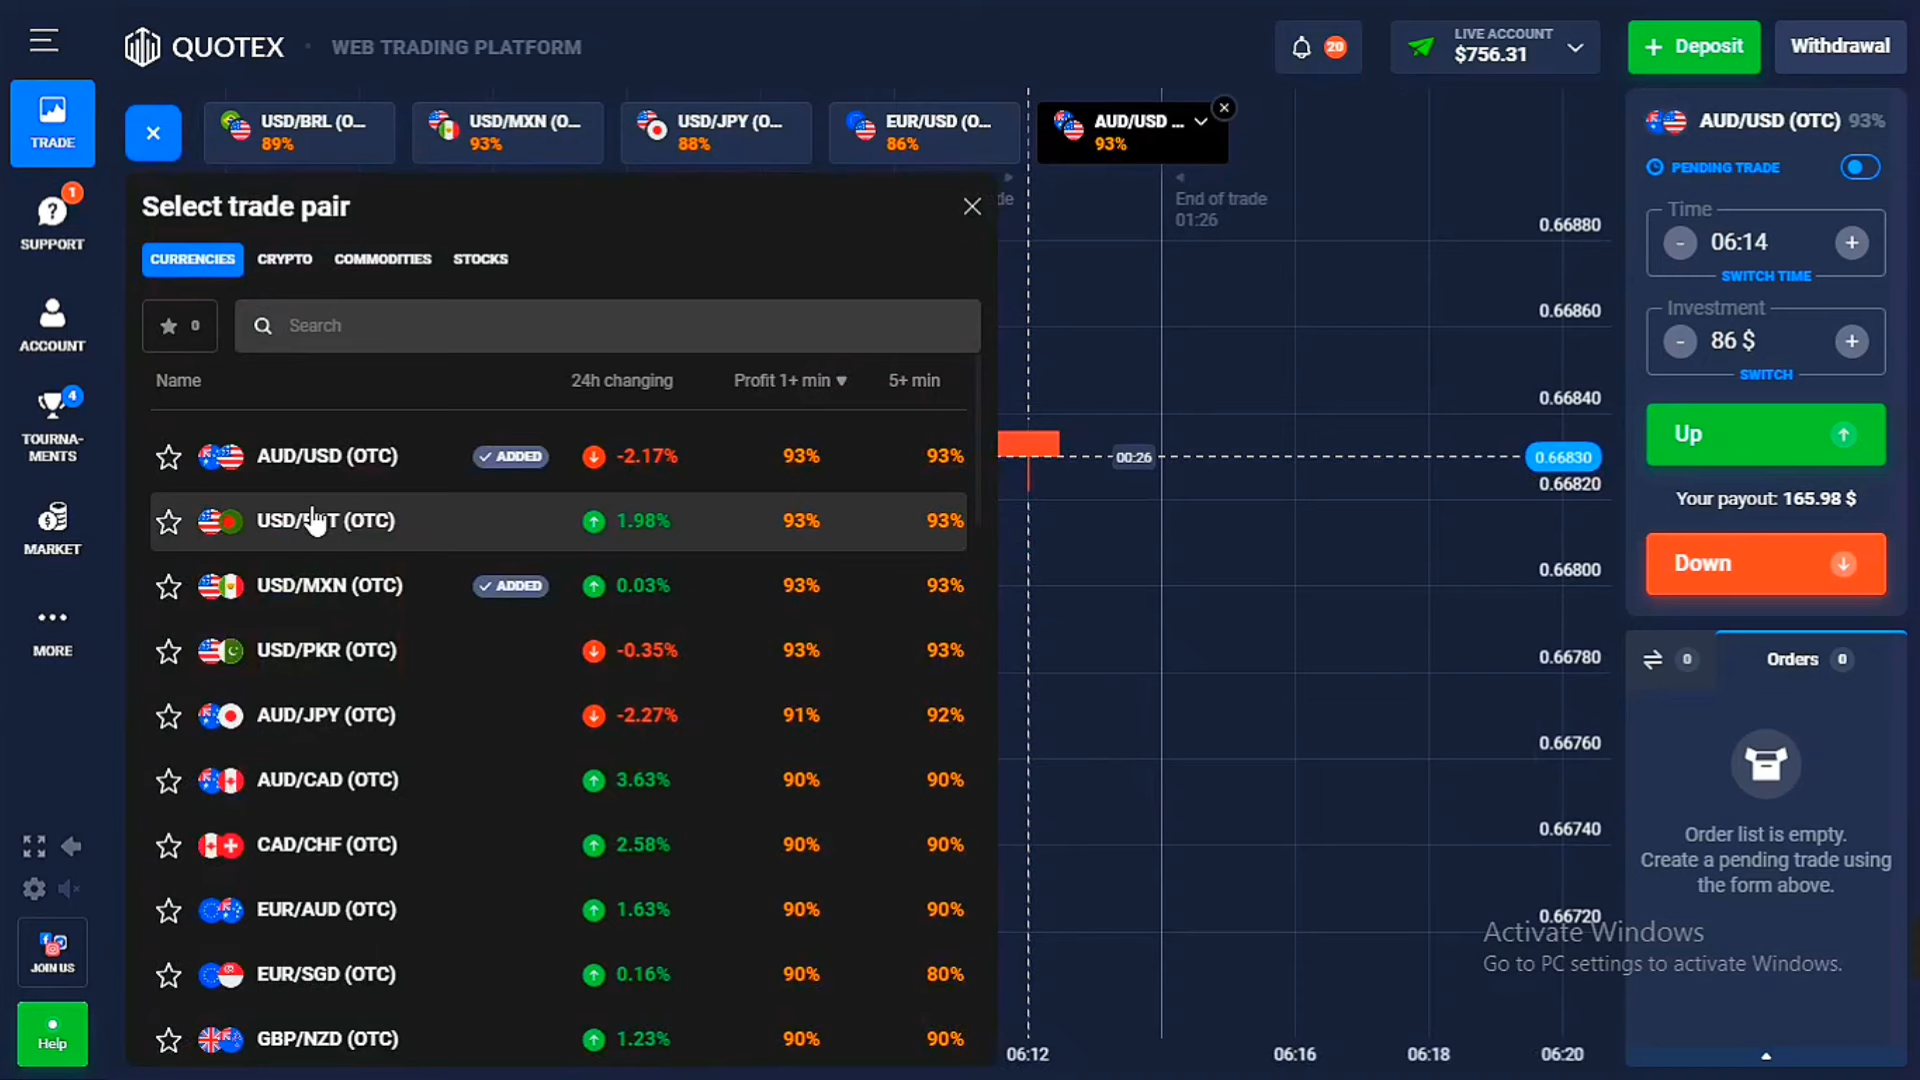 QUOTEX
WEB TRADING PLATFORM
20
LIVE ACCOUNT
$756.31
+ Deposit
Withdrawal
TRADE
1
SUPPORT
ACCOUNT
4
TOURNA-
MENTS
MARKET
MORE
JOIN US
Help
USD/BRL (O...
89%
USD/MXN (O...
93%
USD/JPY (O...
88%
EUR/USD (O...
86%
AUD/USD ...
93%
Select trade pair
CURRENCIES CRYPTO COMMODITIES STOCKS
0 Search
Name 24h changing Profit 1+ min 5+ min
AUD/USD (OTC) ADDED -2.17% 93% 93%
(OTC) 1.98% 93% 93%
USD/MXN (OTC) ADDED 0.03% 93% 93%
USD/PKR (OTC) -0.35% 93% 93%
AUD/JPY (OTC) -2.27% 91% 92%
AUD/CAD (OTC) 3.63% 90% 90%
CAD/CHF (OTC) 2.58% 90% 90%
EUR/AUD (OTC) 1.63% 90% 90%
EUR/SGD (OTC) 0.16% 90% 80%
GBP/NZD (OTC) 1.23% 90% 90%
End of trade
01:26
00:26
0.66880
0.66860
0.66840
0.66830
0.66820
0.66800
0.66780
0.66760
0.66740
0.66720
06:12 06:16 06:18 06:20
AUD/USD (OTC) 93%
PENDING TRADE
Time
- 06:14 +
SWITCH TIME
Investment
- 86 $ +
SWITCH
Up
Your payout: 165.98 $
Down
0 Orders 0
Order list is empty.
Create a pending trade using
the form above.
Activate Windows
Go to PC settings to activate Windows.